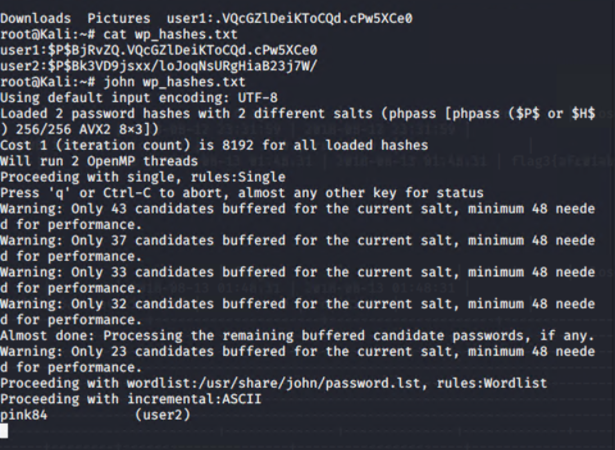 Downloads  Pictures  user1:.VQcGZlDeiKToCQd.cPw5XCe0
root@Kali:~# cat wp_hashes.txt
user1:$P$BjRvZQ.VQcGZlDeiKToCQd.cPw5XCe0
user2:$P$Bk3VD9jsxx/loJoqNsURgHiaB23j7W/
root@Kali:~# john wp_hashes.txt
Using default input encoding: UTF-8
Loaded 2 password hashes with 2 different salts (phpass [phpass ($P$ or $H$
) 256/256 AVX2 8×3])
Cost 1 (iteration count) is 8192 for all loaded hashes
Will run 2 OpenMP threads
Proceeding with single, rules:Single
Press 'q' or Ctrl-C to abort, almost any other key for status
Warning: Only 43 candidates buffered for the current salt, minimum 48 neede
d for performance.
Warning: Only 37 candidates buffered for the current salt, minimum 48 neede
d for performance.
Warning: Only 33 candidates buffered for the current salt, minimum 48 neede
d for performance.
Warning: Only 32 candidates buffered for the current salt, minimum 48 neede
d for performance.
Almost done: Processing the remaining buffered candidate passwords, if any.
Warning: Only 23 candidates buffered for the current salt, minimum 48 neede
d for performance.
Proceeding with wordlist:/usr/share/john/password.lst, rules:Wordlist
Proceeding with incremental:ASCII
pink84           (user2)